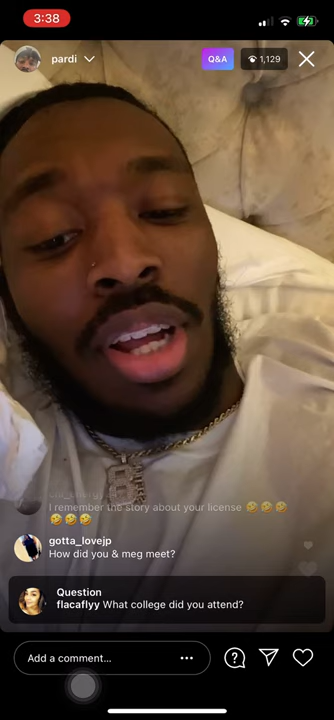 3:38
pardi
Q&A
1,129
I remember the story about your license 🤣🤣🤣
🤣🤣🤣
gotta_lovejp
How did you & meg meet?
Question
flacaflyy What college did you attend?
Add a comment...